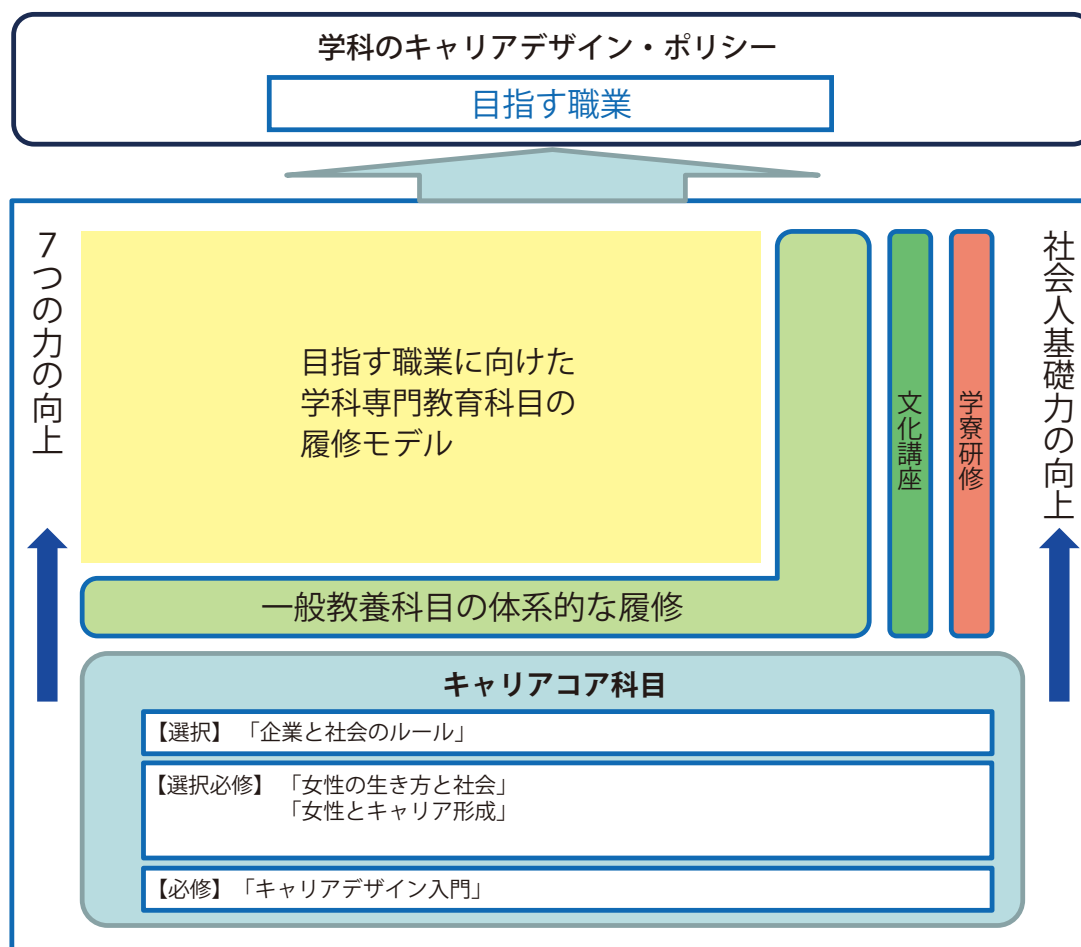 学科のキャリアデザイン・ポリシー
目指す職業
7つの力の向上
目指す職業に向けた
学科専門教育科目の
履修モデル
文化講座
学寮研修
社会人基礎力の向上
一般教養科目の体系的な履修
キャリアコア科目
【選択】「企業と社会のルール」
【選択必修】「女性の生き方と社会」
「女性とキャリア形成」
【必修】「キャリアデザイン入門」